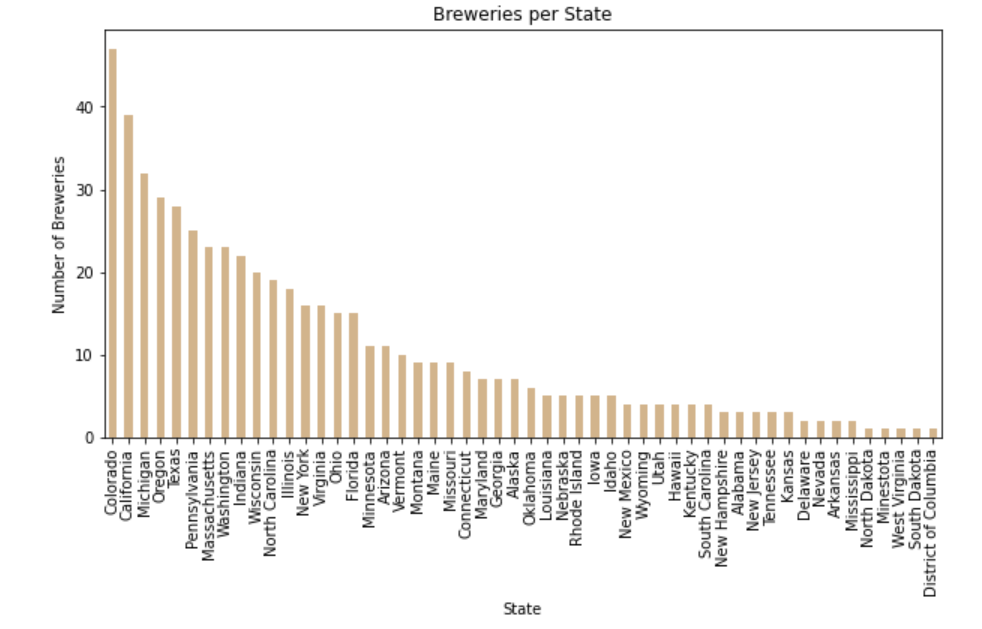 Breweries per State
Number of Breweries
40
30
20
10
0
Colorado
California
Michigan
Oregon
Texas
Pennsylvania
Massachusetts
Washington
Indiana
Wisconsin
North Carolina
Illinois
New York
Virginia
Ohio
Florida
Minnesota
Arizona
Vermont
Montana
Maine
Missouri
Connecticut
Maryland
Georgia
Alaska
Oklahoma
Louisiana
Nebraska
Rhode Island
Iowa
Idaho
New Mexico
Wyoming
Utah
Hawaii
Kentucky
South Carolina
New Hampshire
Alabama
New Jersey
Tennessee
Kansas
Delaware
Nevada
Arkansas
Mississippi
North Dakota
Minestota
West Virginia
South Dakota
District of Columbia
State